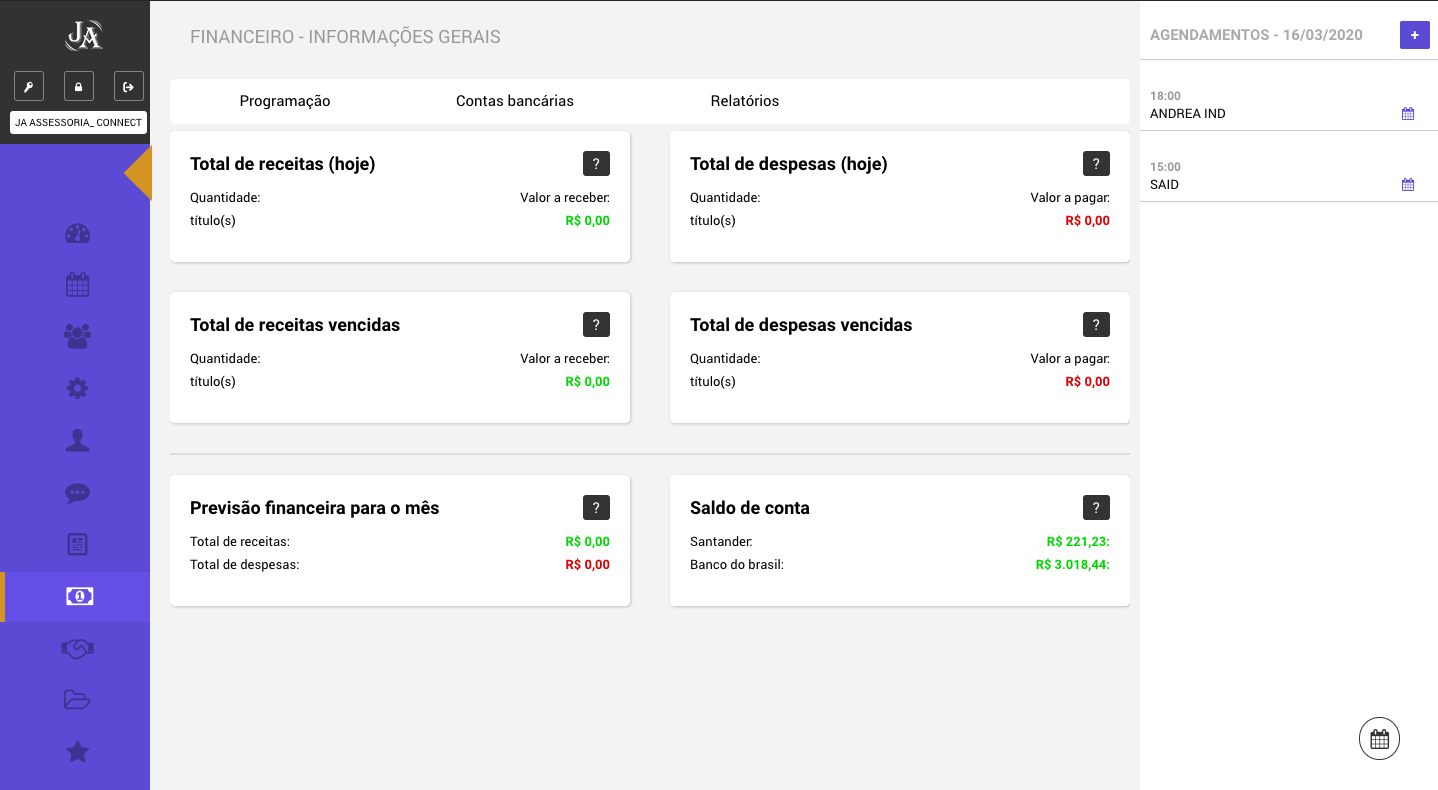 JA
JA ASSESSORIA_ CONNECT
FINANCEIRO - INFORMAÇÕES GERAIS
Programação
Contas bancárias
Relatórios
Total de receitas (hoje)
?
Quantidade:
Valor a receber:
título(s)
R$ 0,00
Total de despesas (hoje)
?
Quantidade:
Valor a pagar:
título(s)
R$ 0,00
Total de receitas vencidas
?
Quantidade:
Valor a receber:
título(s)
R$ 0,00
Total de despesas vencidas
?
Quantidade:
Valor a pagar:
título(s)
R$ 0,00
Previsão financeira para o mês
?
Total de receitas:
R$ 0,00
Total de despesas:
R$ 0,00
Saldo de conta
?
Santander:
R$ 221,23:
Banco do brasil:
R$ 3.018,44:
AGENDAMENTOS - 16/03/2020
+
18:00
ANDREA IND
15:00
SAID